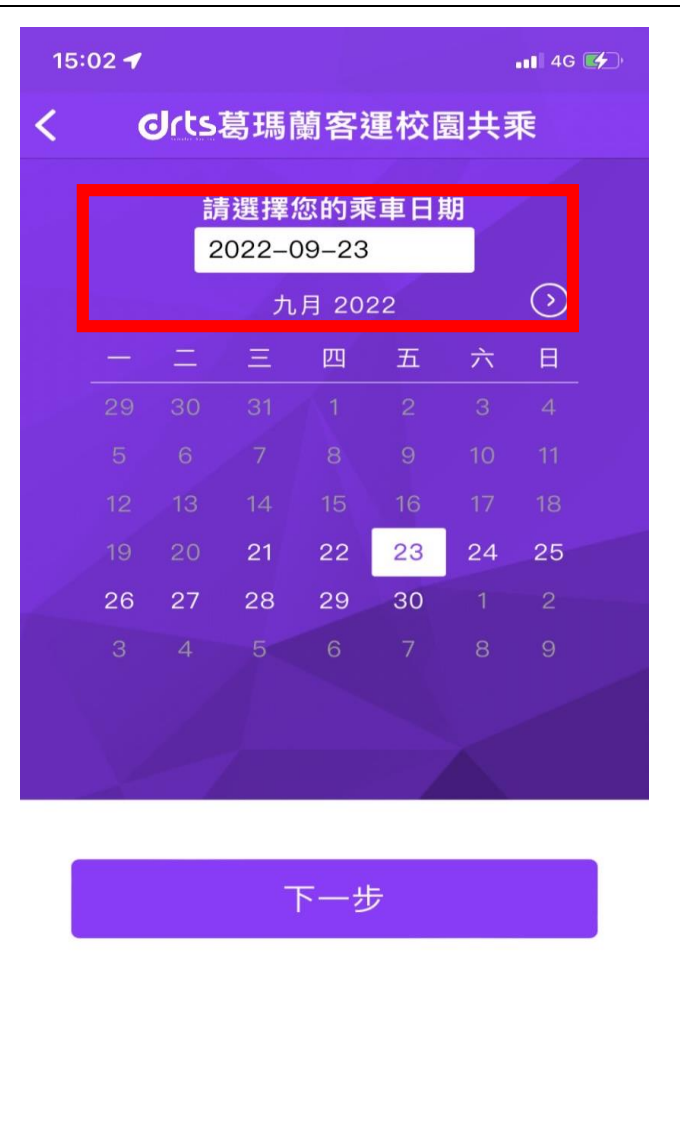 15:02 4G
drts葛瑪蘭客運校園共乘
請選擇您的乘車日期
2022-09-23
九月 2022
一 二 三 四 五 六 日
29 30 31 1 2 3 4
5 6 7 8 9 10 11
12 13 14 15 16 17 18
19 20 21 22 23 24 25
26 27 28 29 30 1 2
3 4 5 6 7 8 9
下一步